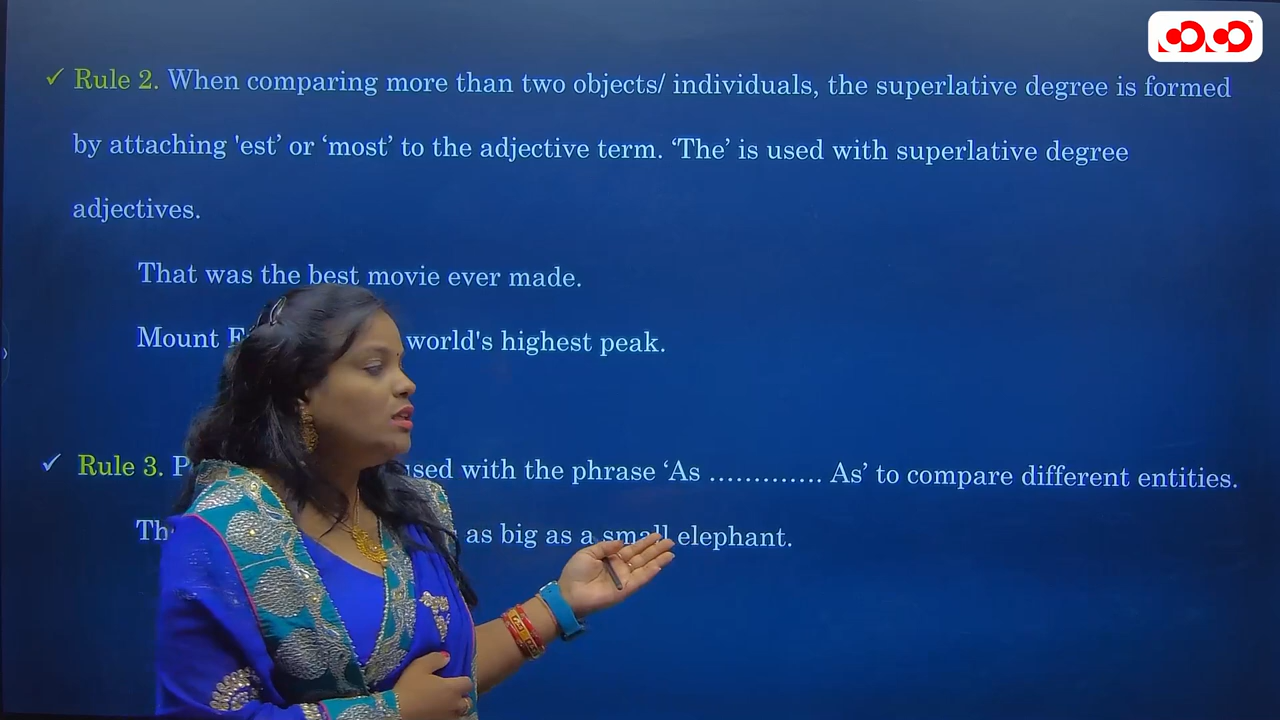 ✓ Rule 2. When comparing more than two objects/ individuals, the superlative degree is formed
by attaching 'est’ or ‘most’ to the adjective term. ‘The’ is used with superlative degree
adjectives.
That was the best movie ever made.
Mount world's highest peak.
✓ Rule 3. used with the phrase ‘As …………. As’ to compare different entities.
as big as a small elephant.